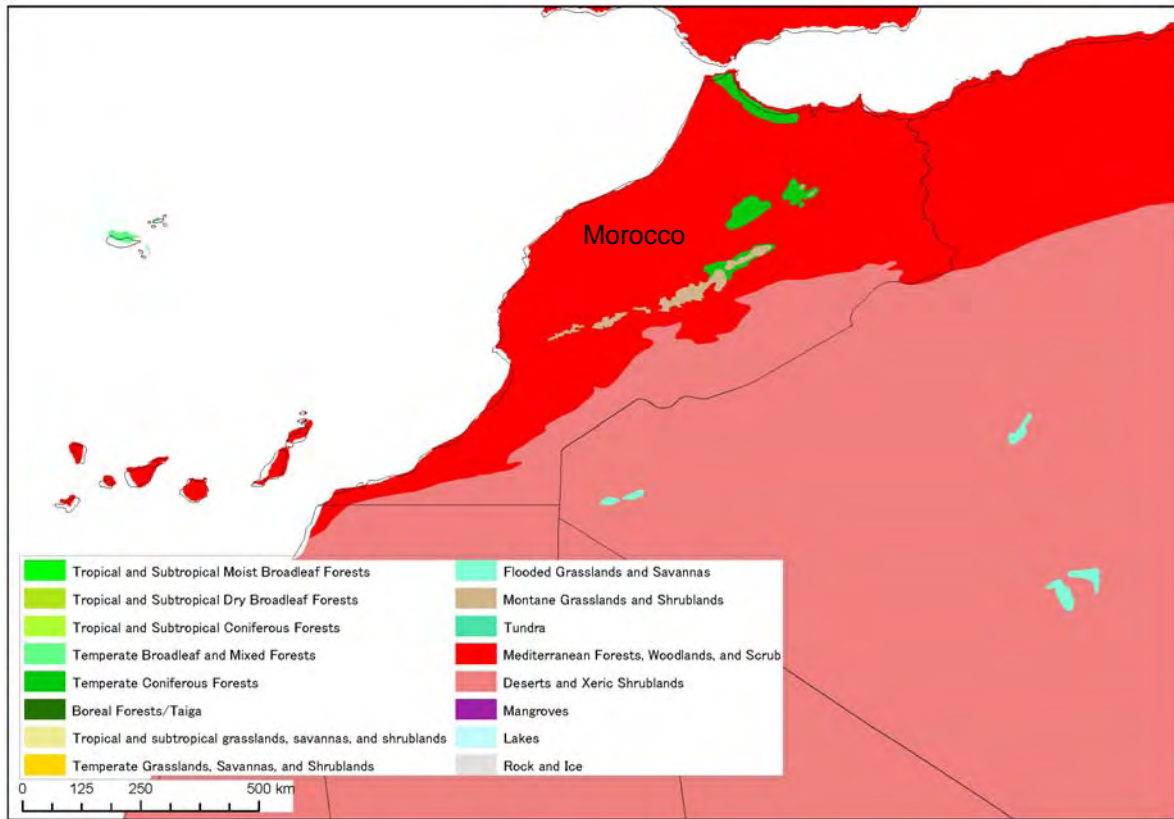 Morocco
Tropical and Subtropical Moist Broadleaf Forests
Tropical and Subtropical Dry Broadleaf Forests
Tropical and Subtropical Coniferous Forests
Temperate Broadleaf and Mixed Forests
Temperate Coniferous Forests
Boreal Forests/Taiga
Tropical and subtropical grasslands, savannas, and shrublands
Temperate Grasslands, Savannas, and Shrublands
Flooded Grasslands and Savannas
Montane Grasslands and Shrublands
Tundra
Mediterranean Forests, Woodlands, and Scrub
Deserts and Xeric Shrublands
Mangroves
Lakes
Rock and Ice
0 125 250 500 km